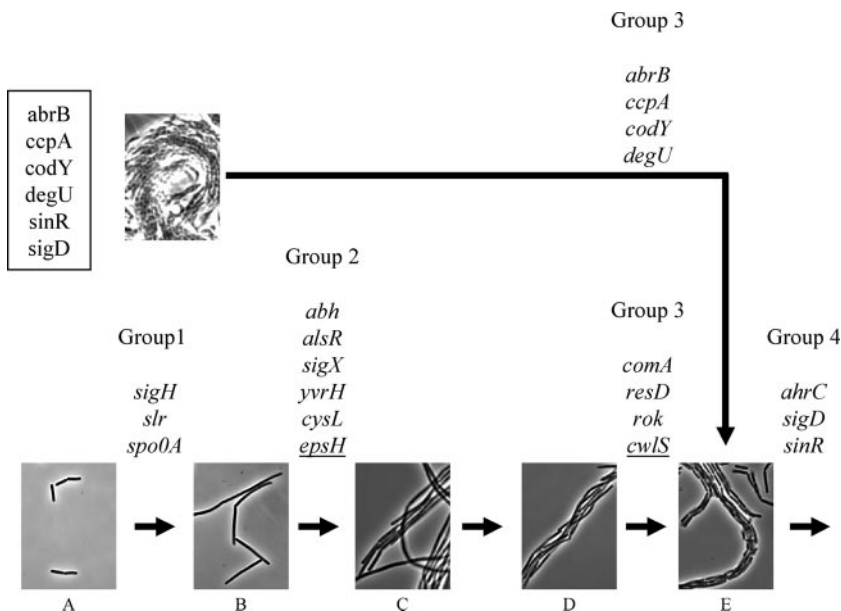 Group 3
abrB
ccpA
codY
degU
abrB
ccpA
codY
degU
sinR
sigD
Group 2
abh
alsR
sigX
yvrH
cysL
epsH
Group1
sigH
slr
spo0A
Group 3
comA
resD
rok
cwlS
Group 4
ahrC
sigD
sinR
A
B
C
D
E